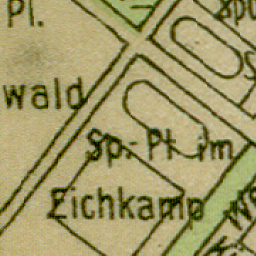 Pl.
wald
Sp.-Pl im
Eichkamp